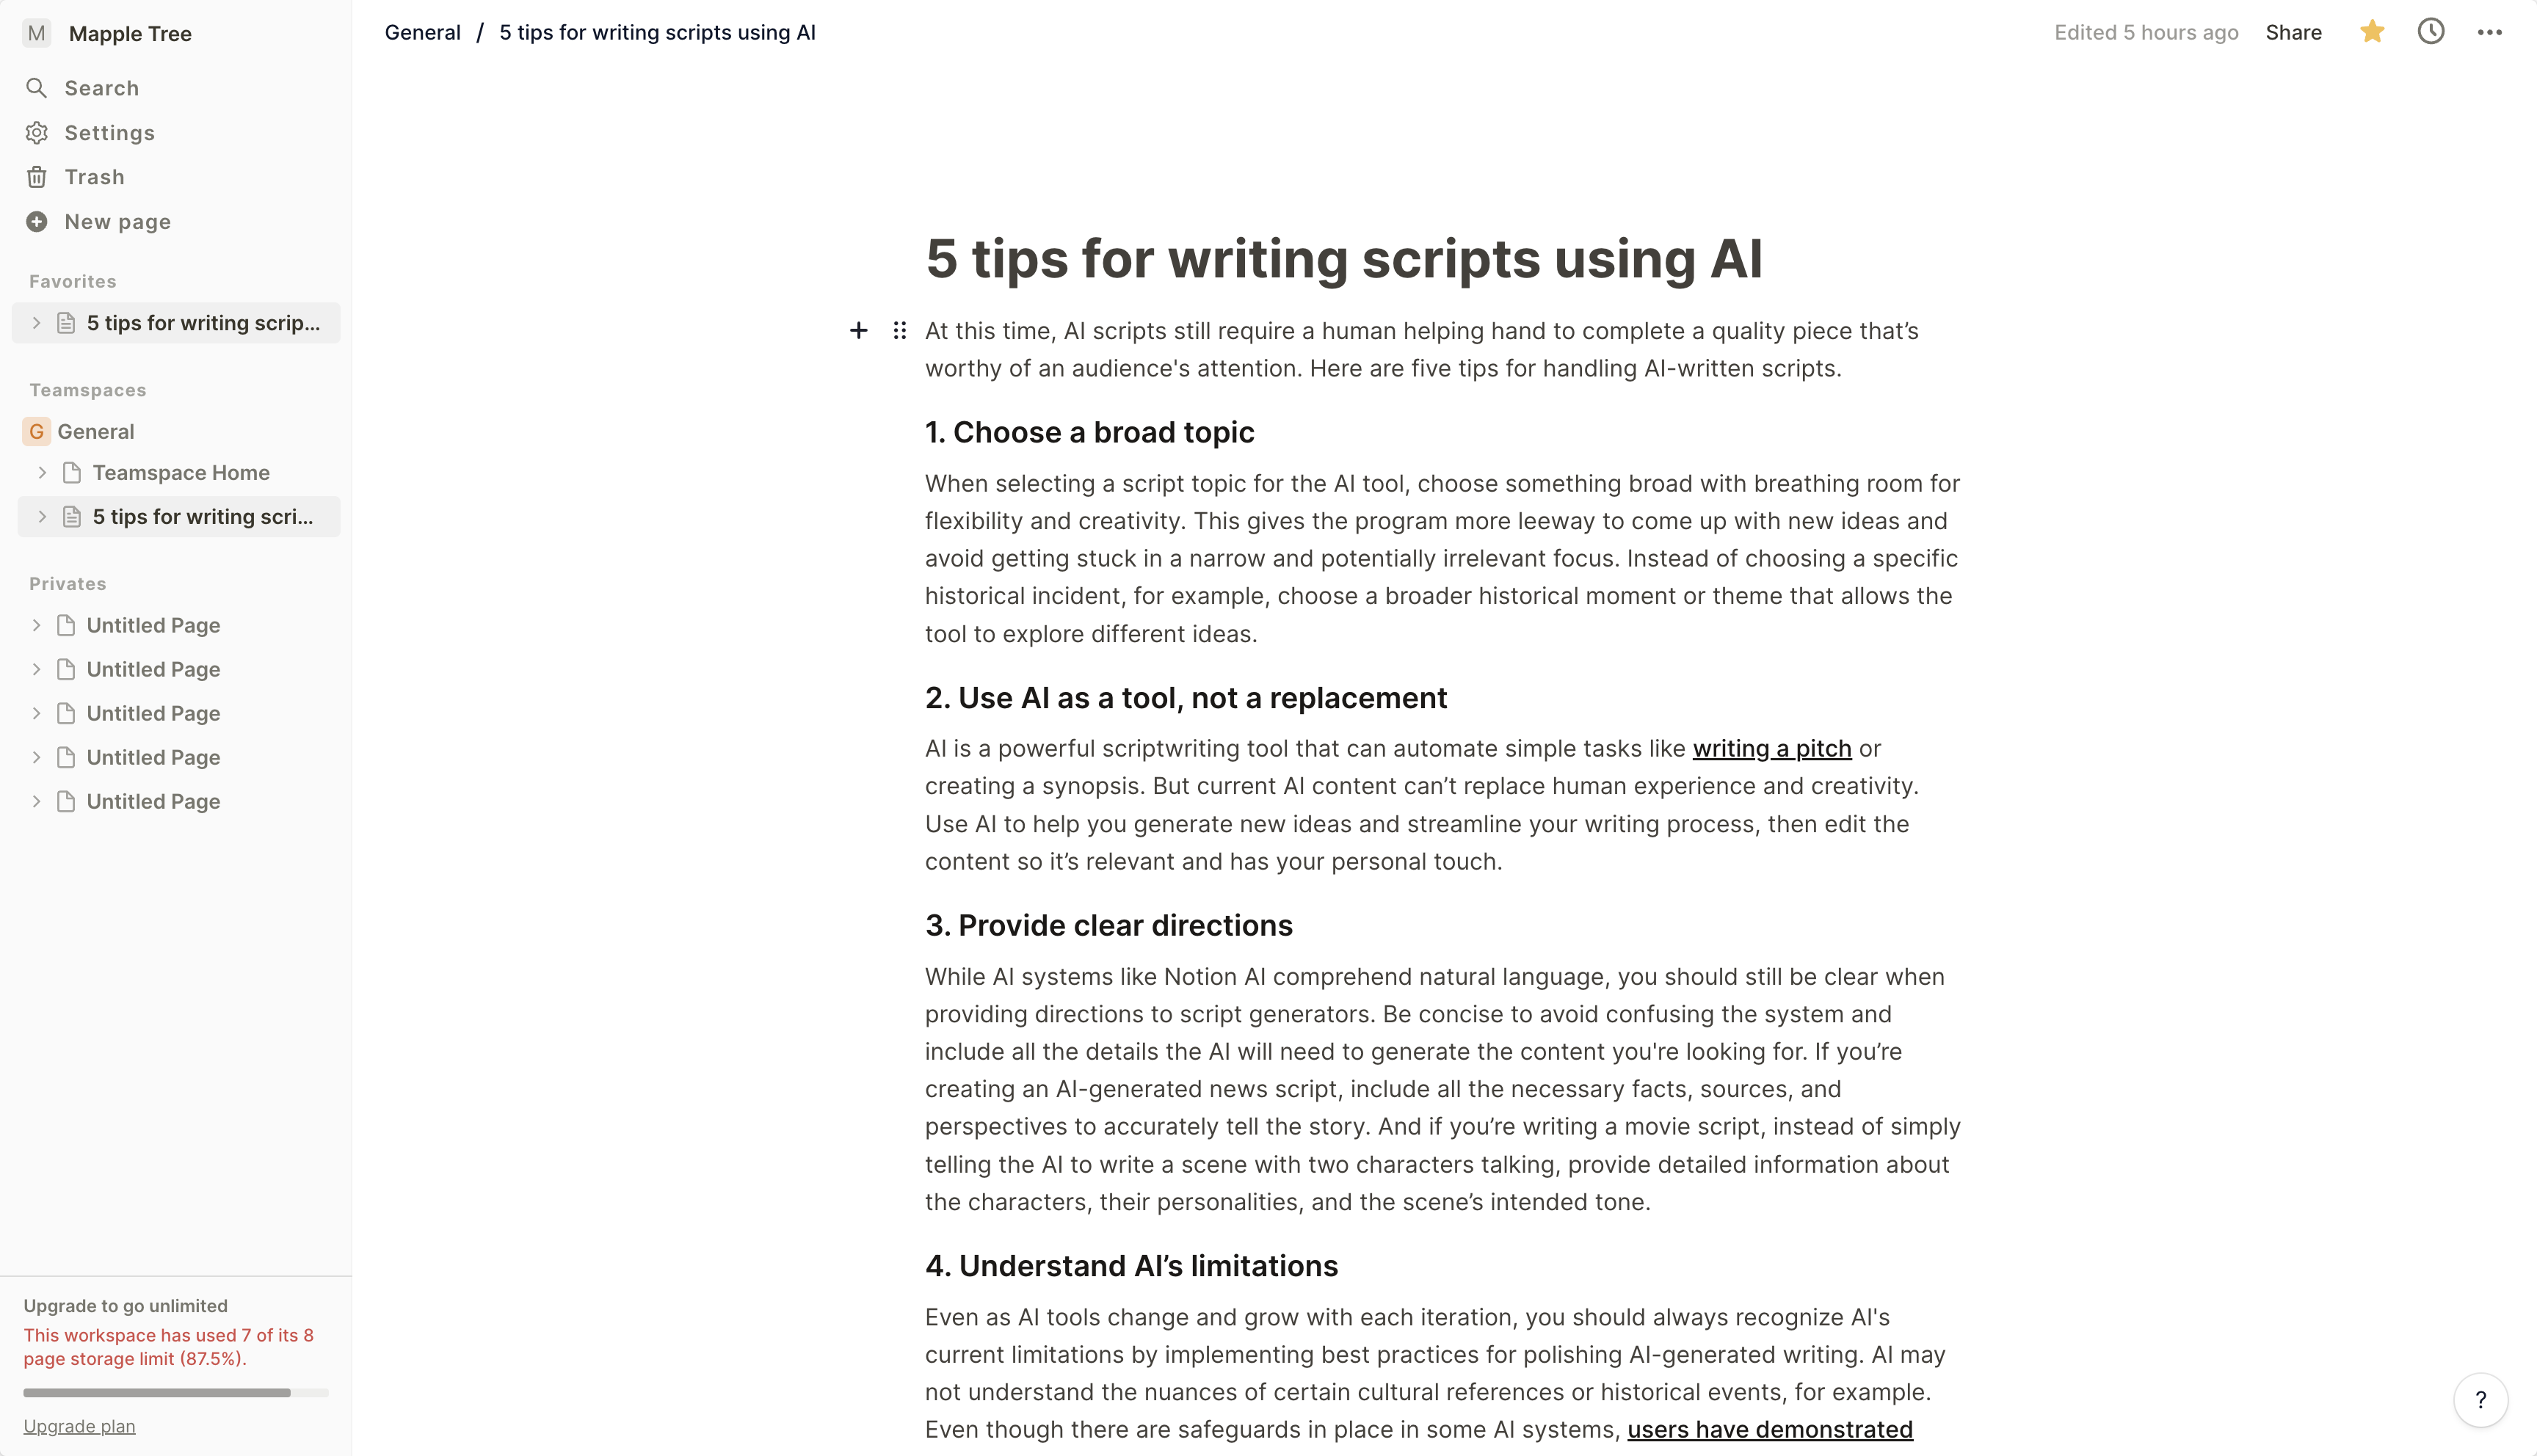 M Mapple Tree
Search
Settings
Trash
New page
Favorites
5 tips for writing scrip...
Teamspaces
G General
Teamspace Home
5 tips for writing scri...
Privates
Untitled Page
Untitled Page
Untitled Page
Untitled Page
Untitled Page
Upgrade to go unlimited
This workspace has used 7 of its 8
page storage limit (87.5%).
Upgrade plan
General / 5 tips for writing scripts using AI
Edited 5 hours ago Share
5 tips for writing scripts using AI
At this time, AI scripts still require a human helping hand to complete a quality piece that’s
worthy of an audience's attention. Here are five tips for handling AI-written scripts.
1. Choose a broad topic
When selecting a script topic for the AI tool, choose something broad with breathing room for
flexibility and creativity. This gives the program more leeway to come up with new ideas and
avoid getting stuck in a narrow and potentially irrelevant focus. Instead of choosing a specific
historical incident, for example, choose a broader historical moment or theme that allows the
tool to explore different ideas.
2. Use AI as a tool, not a replacement
AI is a powerful scriptwriting tool that can automate simple tasks like writing a pitch or
creating a synopsis. But current AI content can’t replace human experience and creativity.
Use AI to help you generate new ideas and streamline your writing process, then edit the
content so it’s relevant and has your personal touch.
3. Provide clear directions
While AI systems like Notion AI comprehend natural language, you should still be clear when
providing directions to script generators. Be concise to avoid confusing the system and
include all the details the AI will need to generate the content you're looking for. If you’re
creating an AI-generated news script, include all the necessary facts, sources, and
perspectives to accurately tell the story. And if you’re writing a movie script, instead of simply
telling the AI to write a scene with two characters talking, provide detailed information about
the characters, their personalities, and the scene’s intended tone.
4. Understand AI’s limitations
Even as AI tools change and grow with each iteration, you should always recognize AI's
current limitations by implementing best practices for polishing AI-generated writing. AI may
not understand the nuances of certain cultural references or historical events, for example.
Even though there are safeguards in place in some AI systems, users have demonstrated
?